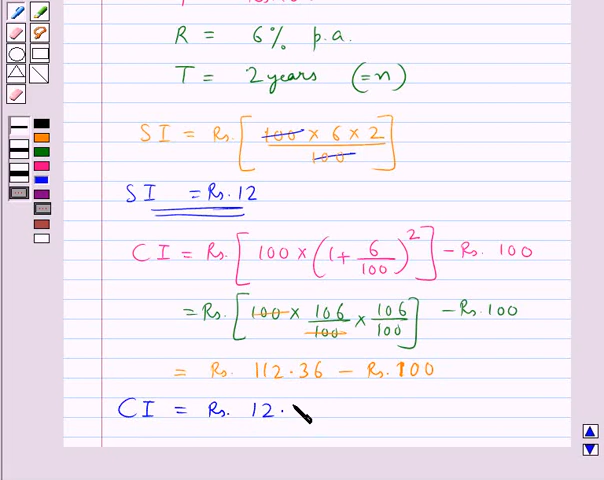 R = 6% p.a.
T = 2 years (=n)
SI = Rs. [100 × 6 × 2 / 100]
SI = Rs. 12
CI = Rs. [100 × (1 + 6/100)²] − Rs. 100
= Rs. [100 × 106/100 × 106/100] − Rs. 100
= Rs. 112.36 − Rs. 100
CI = Rs. 12.